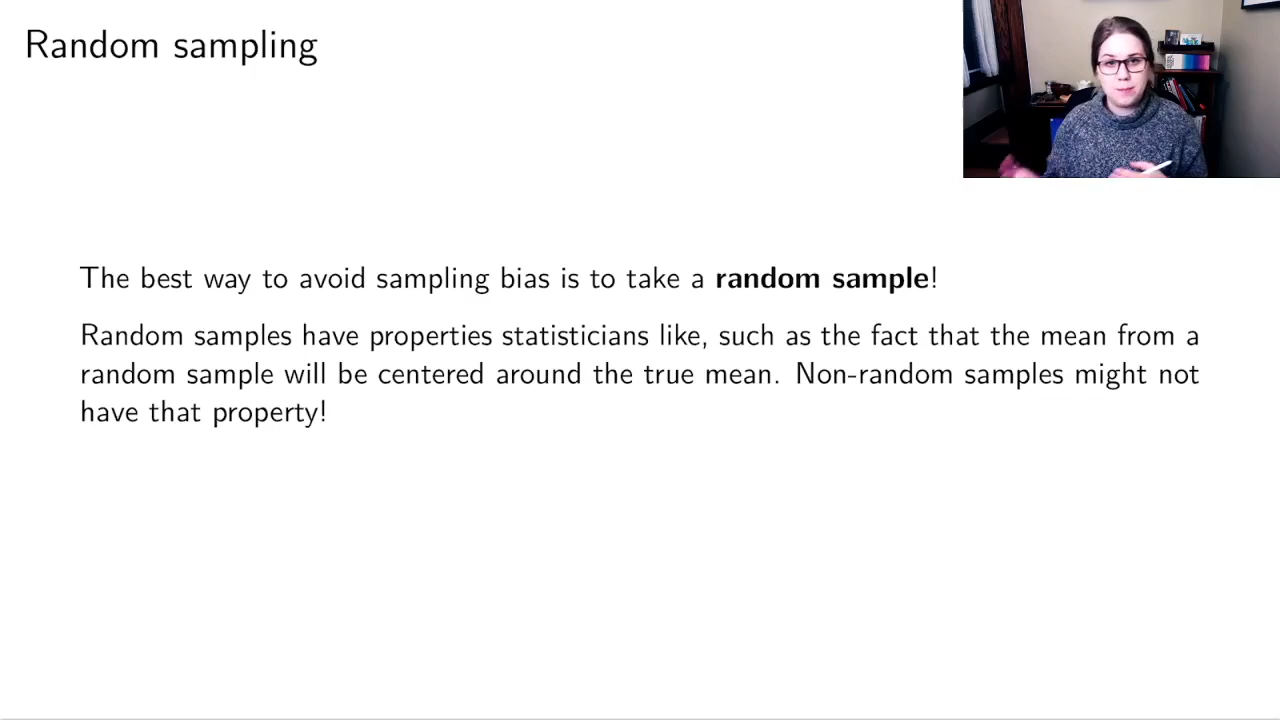 Random sampling
The best way to avoid sampling bias is to take a random sample!
Random samples have properties statisticians like, such as the fact that the mean from a
random sample will be centered around the true mean. Non-random samples might not
have that property!